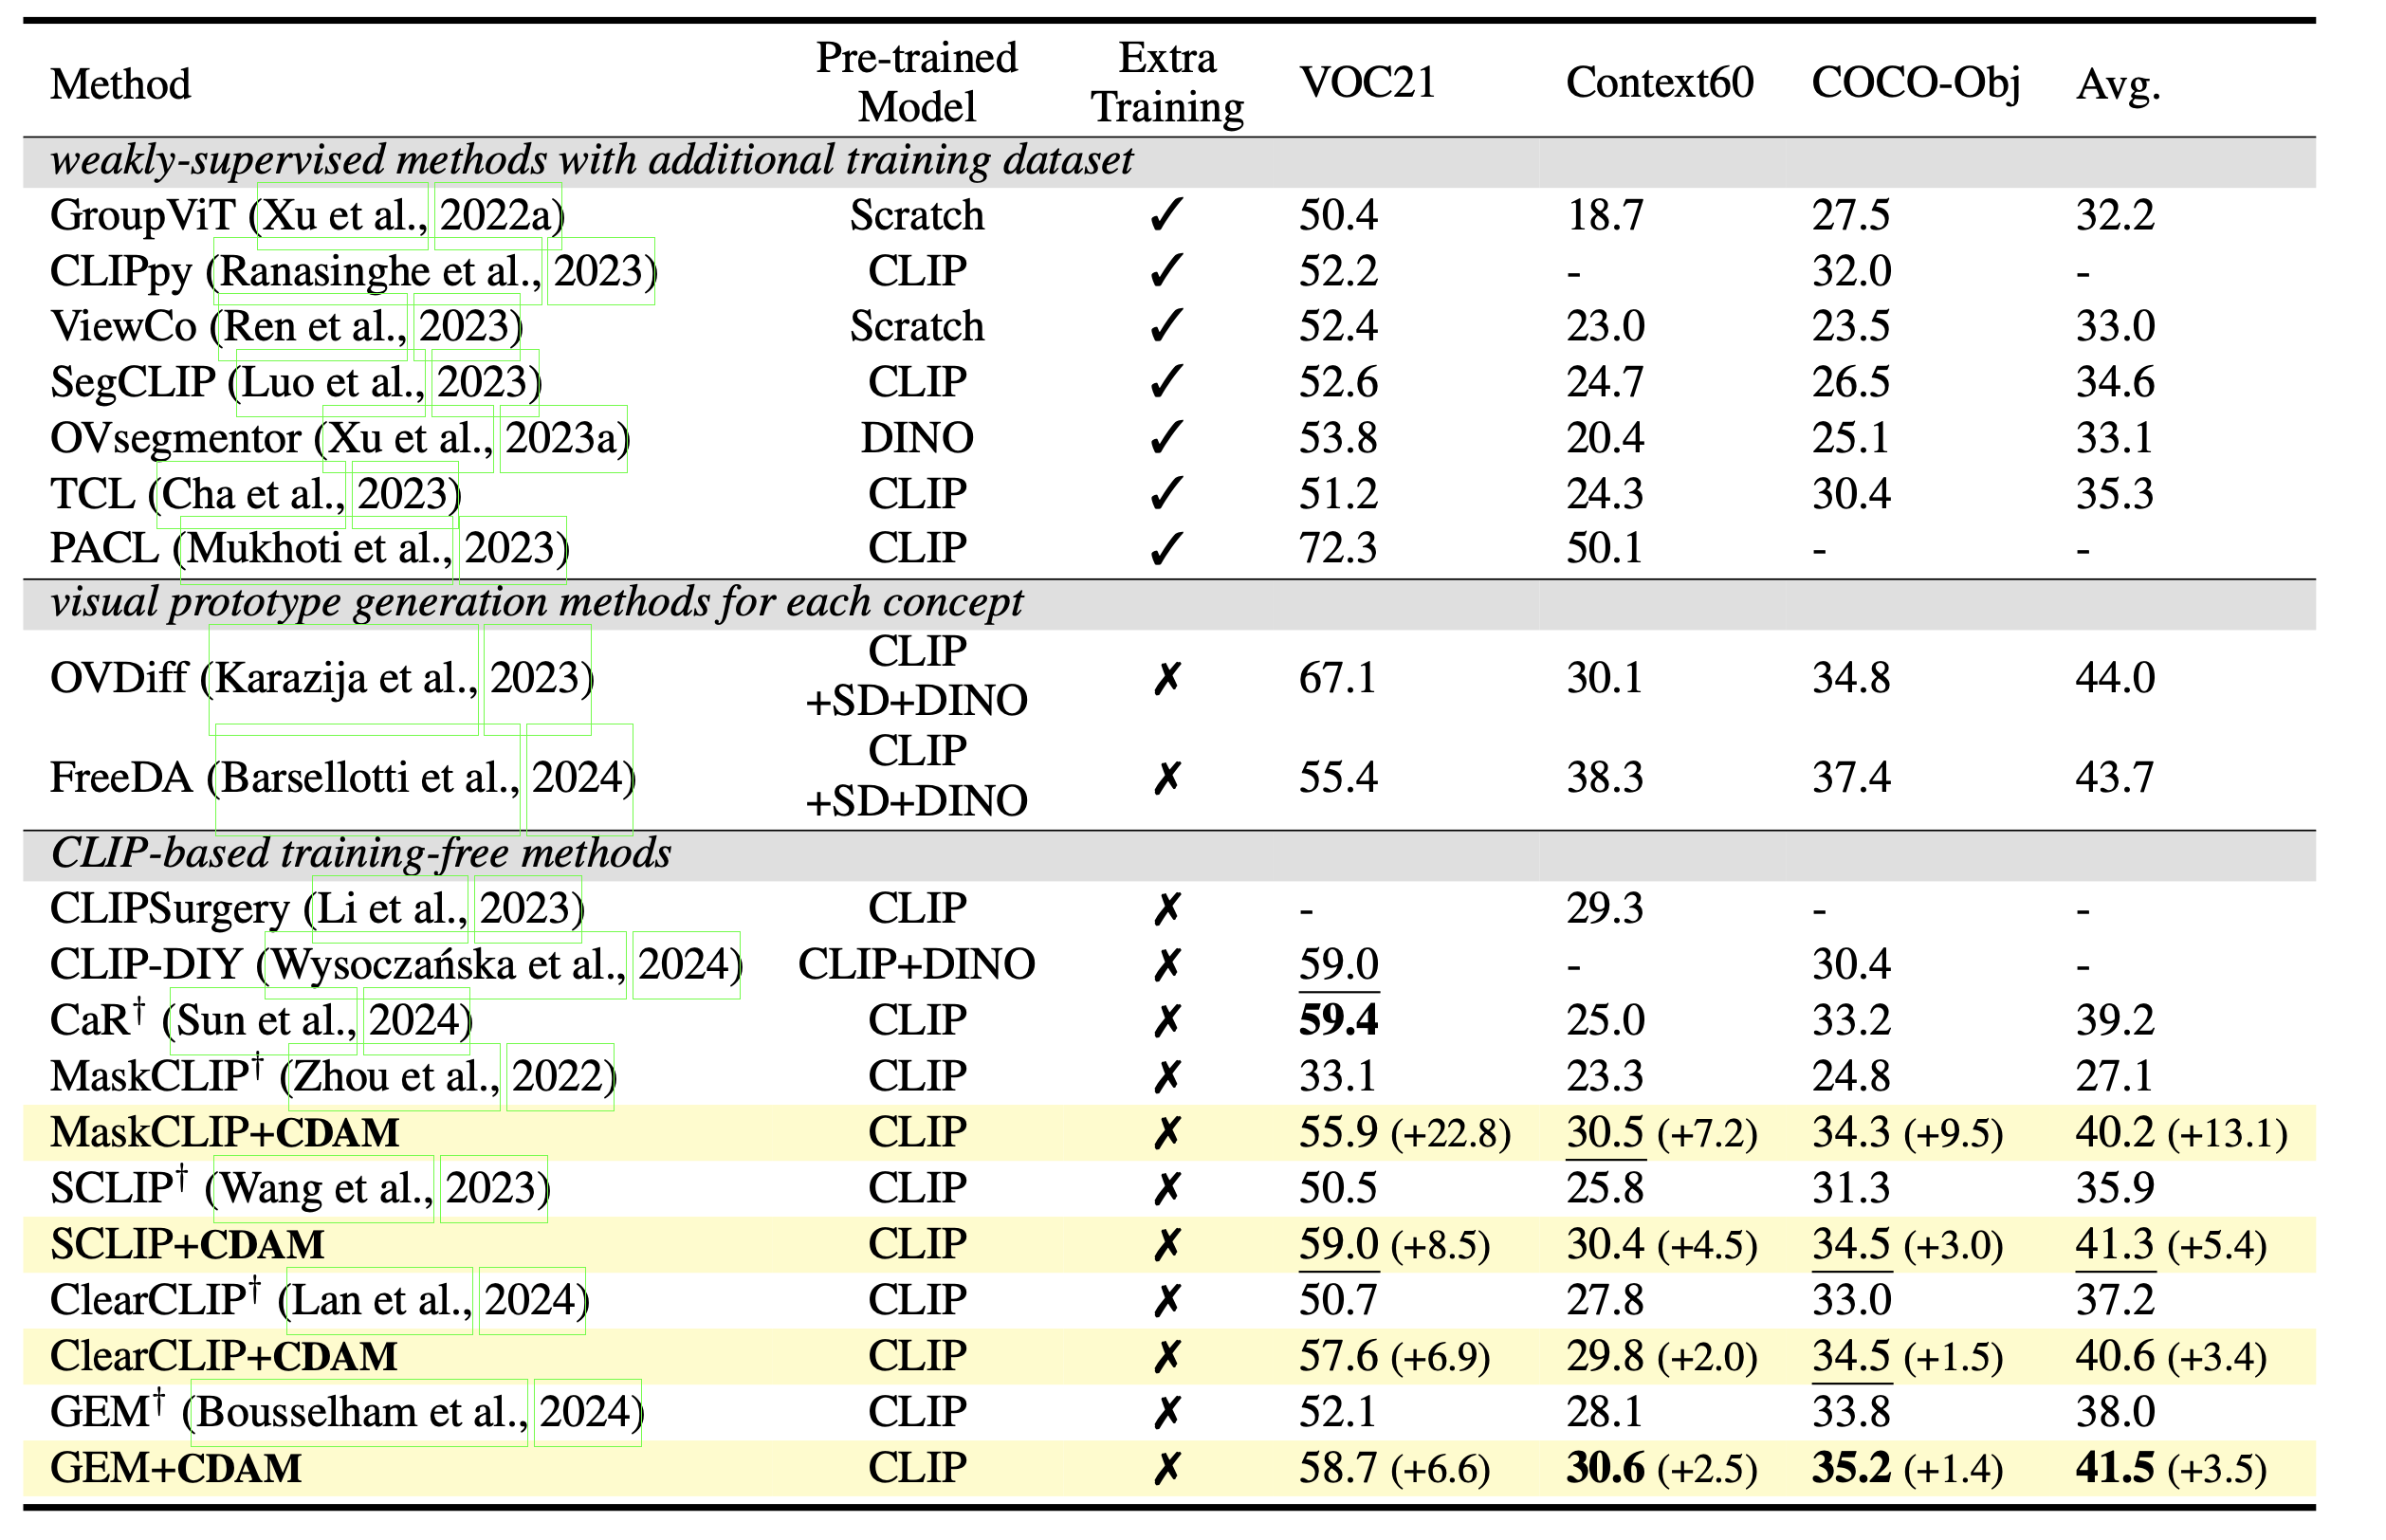 Method Pre-trained Model Extra Training VOC21 Context60 COCO-Obj Avg.
weakly-supervised methods with additional training dataset
GroupViT (Xu et al., 2022a) Scratch ✓ 50.4 18.7 27.5 32.2
CLIPpy (Ranasinghe et al., 2023) CLIP ✓ 52.2 - 32.0 -
ViewCo (Ren et al., 2023) Scratch ✓ 52.4 23.0 23.5 33.0
SegCLIP (Luo et al., 2023) CLIP ✓ 52.6 24.7 26.5 34.6
OVsegmentor (Xu et al., 2023a) DINO ✓ 53.8 20.4 25.1 33.1
TCL (Cha et al., 2023) CLIP ✓ 51.2 24.3 30.4 35.3
PACL (Mukhoti et al., 2023) CLIP ✓ 72.3 50.1 - -
visual prototype generation methods for each concept
OVDiff (Karazija et al., 2023) CLIP +SD+DINO ✗ 67.1 30.1 34.8 44.0
FreeDA (Barsellotti et al., 2024) CLIP +SD+DINO ✗ 55.4 38.3 37.4 43.7
CLIP-based training-free methods
CLIPSurgery (Li et al., 2023) CLIP ✗ - 29.3 - -
CLIP-DIY (Wysoczańska et al., 2024) CLIP+DINO ✗ 59.0 - 30.4 -
CaR† (Sun et al., 2024) CLIP ✗ 59.4 25.0 33.2 39.2
MaskCLIP† (Zhou et al., 2022) CLIP ✗ 33.1 23.3 24.8 27.1
MaskCLIP+CDAM CLIP ✗ 55.9 (+22.8) 30.5 (+7.2) 34.3 (+9.5) 40.2 (+13.1)
SCLIP† (Wang et al., 2023) CLIP ✗ 50.5 25.8 31.3 35.9
SCLIP+CDAM CLIP ✗ 59.0 (+8.5) 30.4 (+4.5) 34.5 (+3.0) 41.3 (+5.4)
ClearCLIP† (Lan et al., 2024) CLIP ✗ 50.7 27.8 33.0 37.2
ClearCLIP+CDAM CLIP ✗ 57.6 (+6.9) 29.8 (+2.0) 34.5 (+1.5) 40.6 (+3.4)
GEM† (Bousselham et al., 2024) CLIP ✗ 52.1 28.1 33.8 38.0
GEM+CDAM CLIP ✗ 58.7 (+6.6) 30.6 (+2.5) 35.2 (+1.4) 41.5 (+3.5)